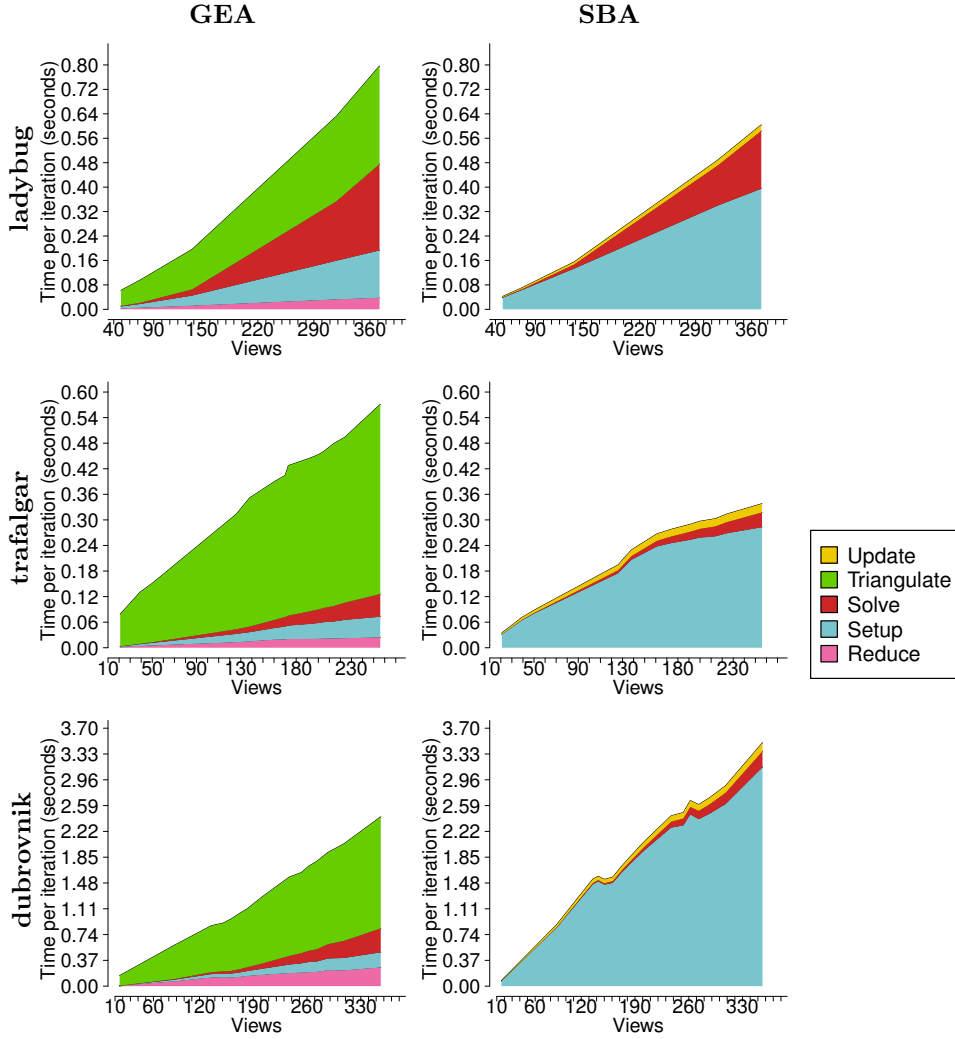 GEA SBA
ladybug
Time per iteration (seconds)
0.80
0.72
0.64
0.56
0.48
0.40
0.32
0.24
0.16
0.08
0.00
40 90 150 220 290 360
Views
Time per iteration (seconds)
0.80
0.72
0.64
0.56
0.48
0.40
0.32
0.24
0.16
0.08
0.00
40 90 150 220 290 360
Views
trafalgar
Time per iteration (seconds)
0.60
0.54
0.48
0.42
0.36
0.30
0.24
0.18
0.12
0.06
0.00
10 50 90 130 180 230
Views
Time per iteration (seconds)
0.60
0.54
0.48
0.42
0.36
0.30
0.24
0.18
0.12
0.06
0.00
10 50 90 130 180 230
Views
Update
Triangulate
Solve
Setup
Reduce
dubrovnik
Time per iteration (seconds)
3.70
3.33
2.96
2.59
2.22
1.85
1.48
1.11
0.74
0.37
0.00
10 60 120 190 260 330
Views
Time per iteration (seconds)
3.70
3.33
2.96
2.59
2.22
1.85
1.48
1.11
0.74
0.37
0.00
10 60 120 190 260 330
Views